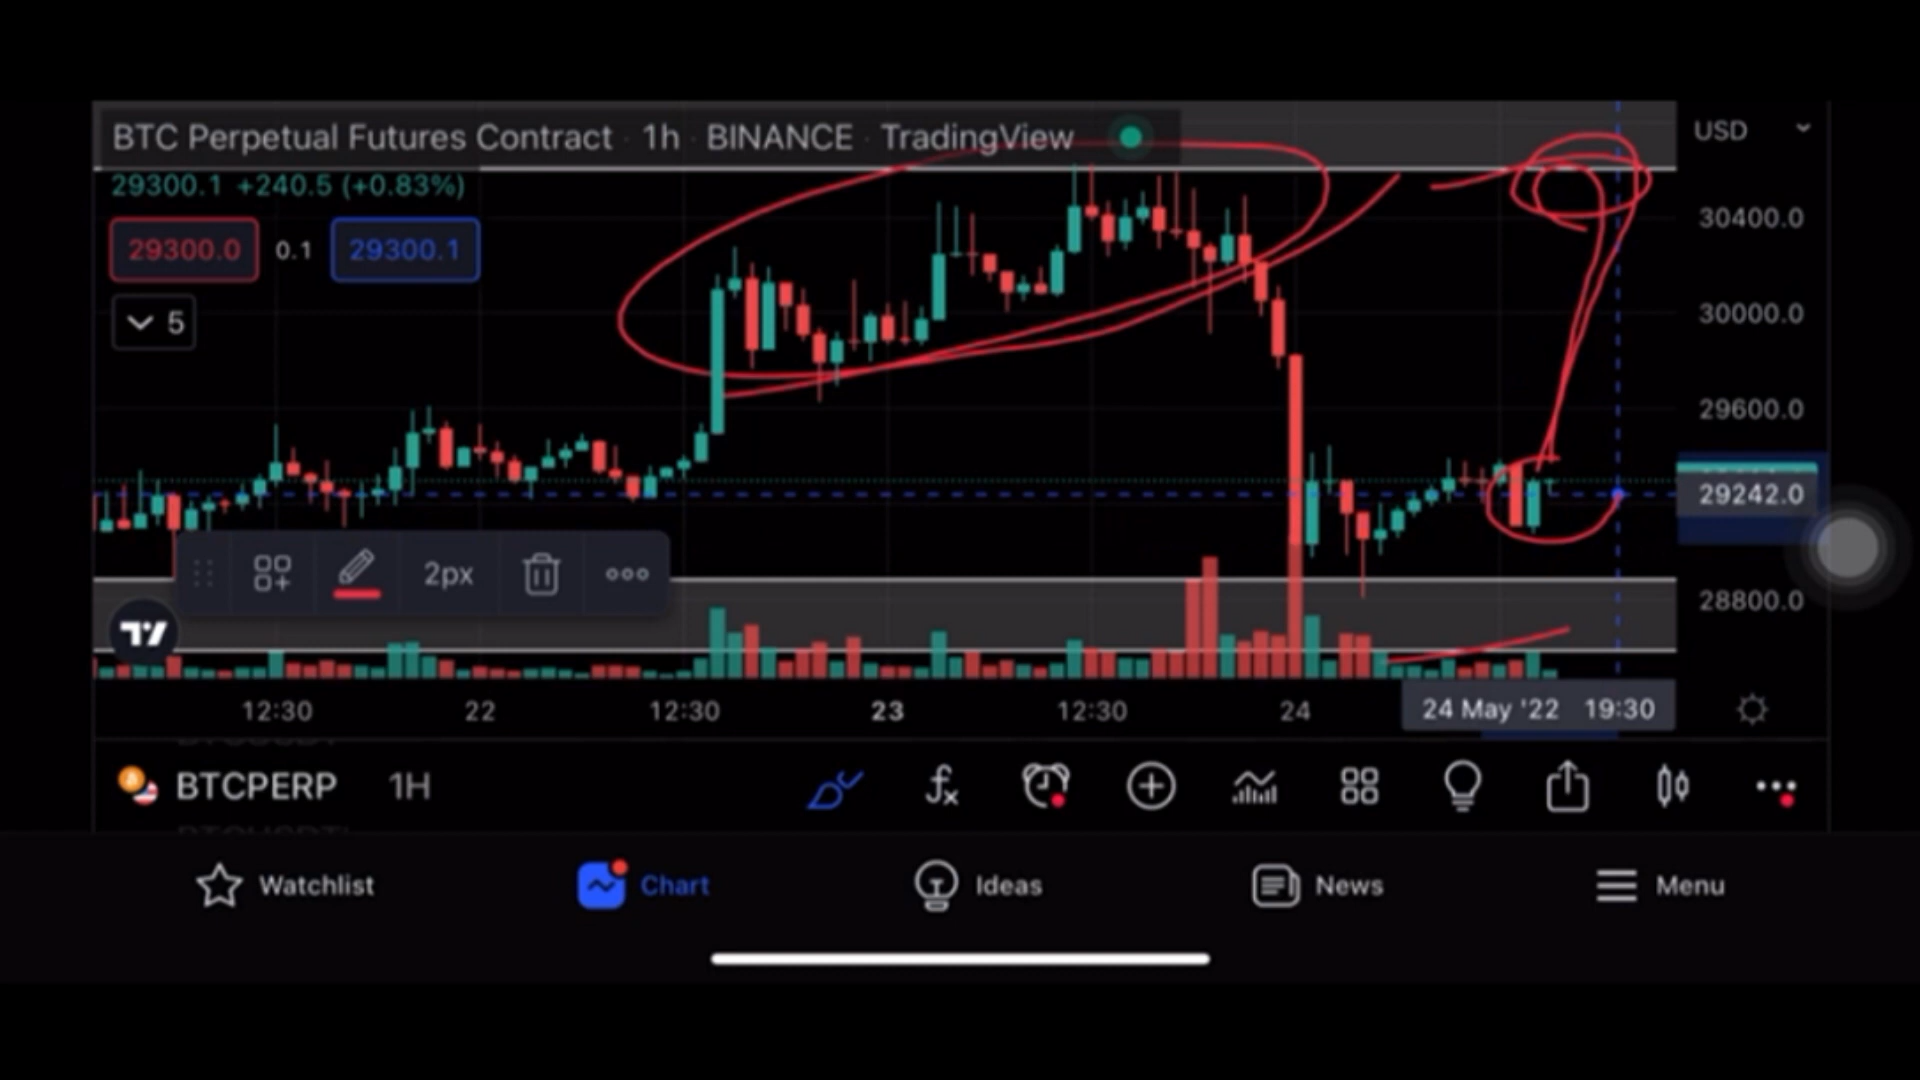 BTC Perpetual Futures Contract · 1h · BINANCE · TradingView
USD
29300.1 +240.5 (+0.83%)
29300.0 0.1 29300.1
5
30400.0
30000.0
29600.0
29242.0
28800.0
2px
12:30 22 12:30 23 12:30 24 24 May '22 19:30
BTCPERP 1H
Watchlist Chart Ideas News Menu